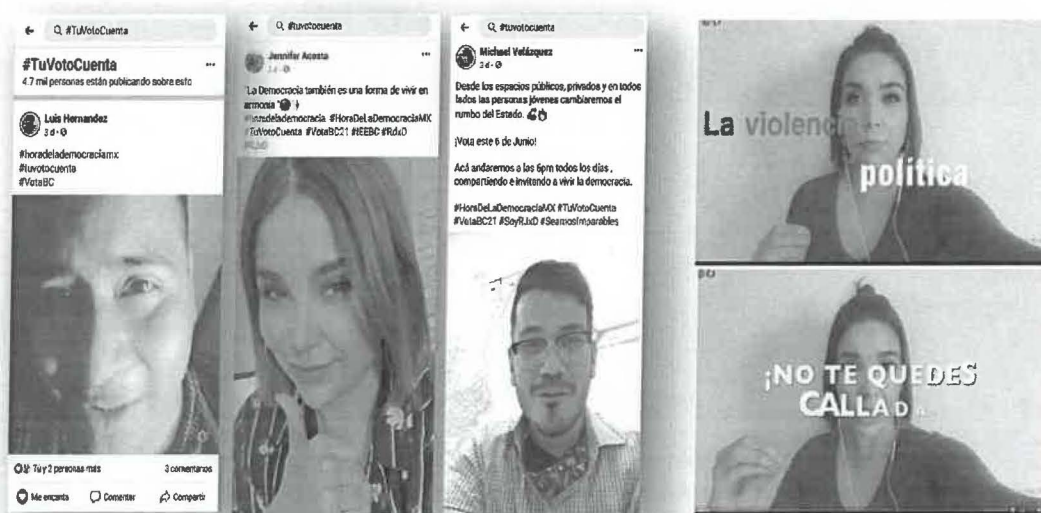 #TuVotoCuenta
#TuVotoCuenta
4.7 mil personas están publicando sobre esto
Luis Hernandez
3 d
#horadelademocraciamx
#tuvotocuenta
#VotaBC
Tú y 2 personas más
3 comentarios
Me encanta
Comentar
Compartir
#tuvotocuenta
Jennifer Acosta
3 d
"La Democracia también es una forma de vivir en
armonía"
#horadelademocracia #HoraDeLaDemocraciaMX
#TuVotoCuenta #VotaBC21 #IEEBC #RdxD
#tuvotocuenta
Michael Velázquez
3 d
Desde los espacios públicos, privados y en todos
lados las personas jóvenes cambiaremos el
rumbo del Estado.
¡Vota este 6 de Junio!
Acá andaremos a las 6pm todos los días ,
compartiendo e invitando a vivir la democracia.
#HoraDeLaDemocraciaMX #TuVotoCuenta
#VotaBC21 #SoyRJxD #SeamosImparables
La violencia
política
¡NO TE QUEDES
CALLAD